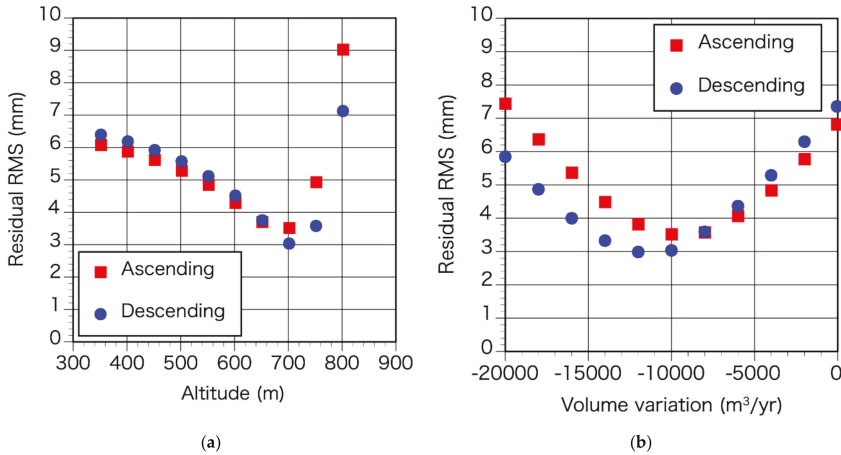 10
9
8
7
6
5
4
3
2
1
0
Residual RMS (mm)
Ascending
Descending
300 400 500 600 700 800 900
Altitude (m)
(a)
10
9
8
7
6
5
4
3
2
1
0
Residual RMS (mm)
Ascending
Descending
-20000 -15000 -10000 -5000 0
Volume variation (m³/yr)
(b)